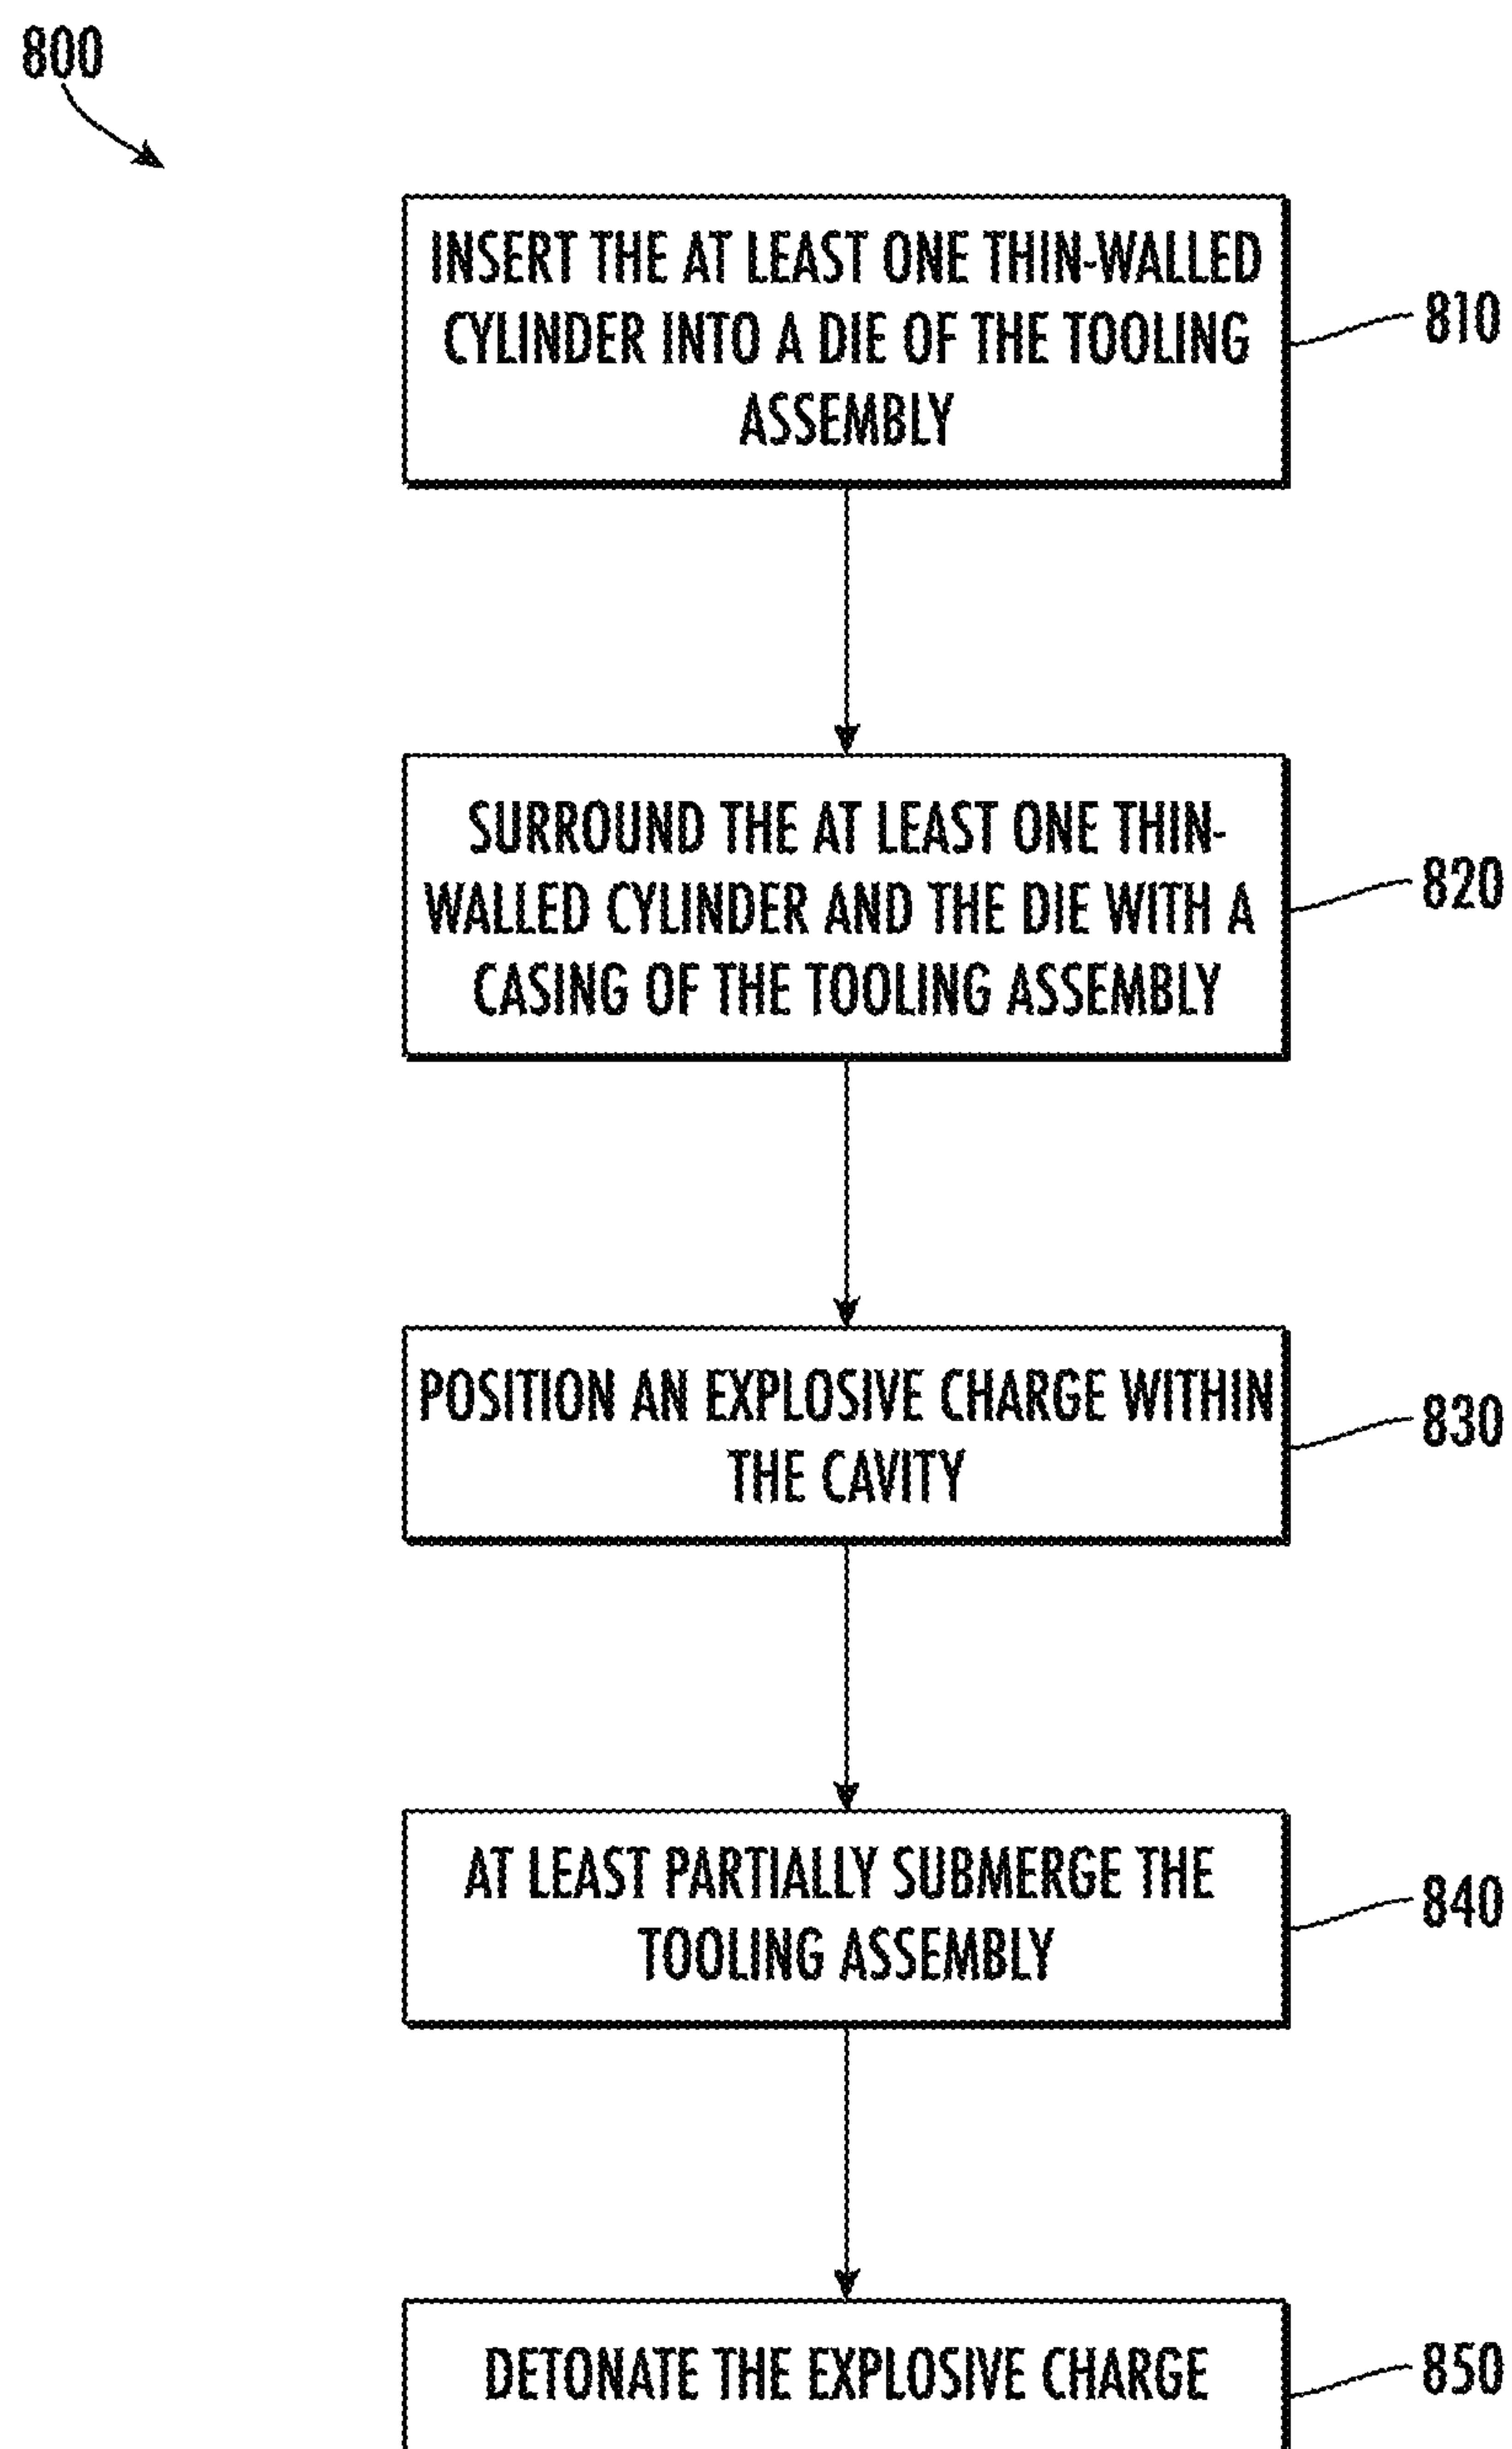 800
INSERT THE AT LEAST ONE THIN-WALLED
CYLINDER INTO A DIE OF THE TOOLING
ASSEMBLY
810
SURROUND THE AT LEAST ONE THIN-
WALLED CYLINDER AND THE DIE WITH A
CASING OF THE TOOLING ASSEMBLY
820
POSITION AN EXPLOSIVE CHARGE WITHIN
THE CAVITY
830
AT LEAST PARTIALLY SUBMERGE THE
TOOLING ASSEMBLY
840
DETONATE THE EXPLOSIVE CHARGE
850